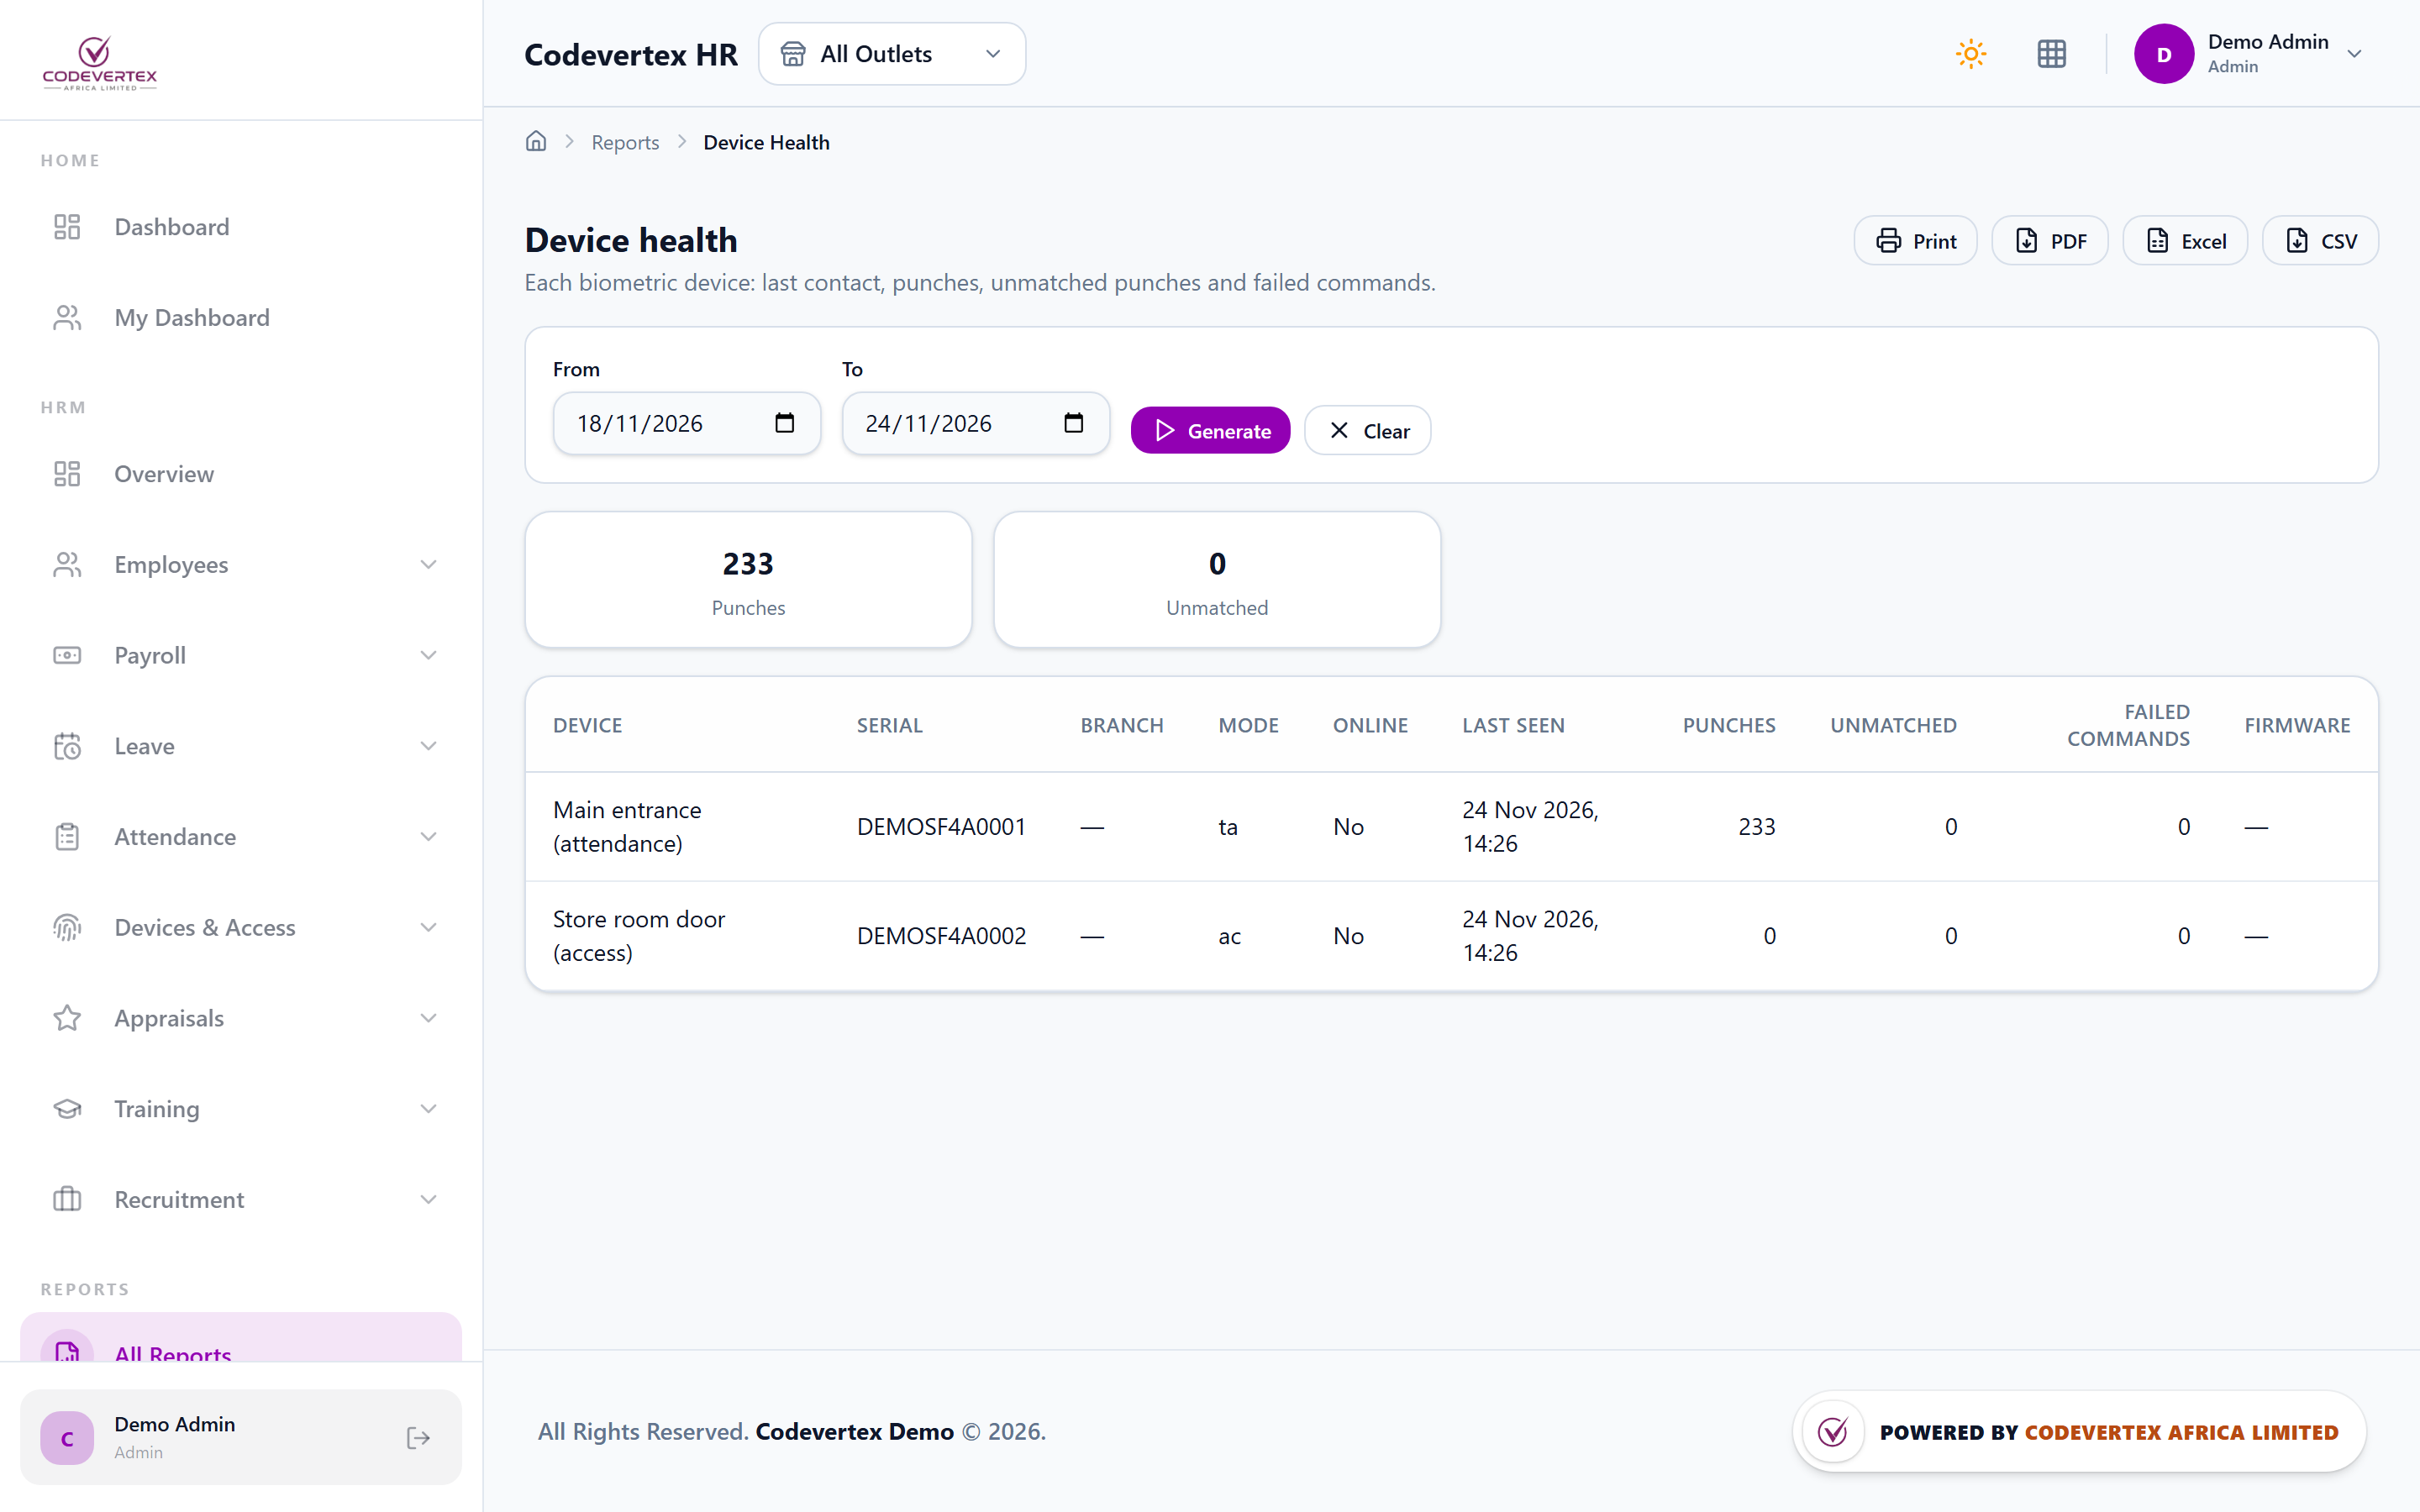 CODEVERTEX
AFRICA LIMITED
HOME
Dashboard
My Dashboard
HRM
Overview
Employees
Payroll
Leave
Attendance
Devices & Access
Appraisals
Training
Recruitment
REPORTS
All Reports
C
Demo Admin
Admin
Codevertex HR
All Outlets
D
Demo Admin
Admin
Reports
Device Health
Device health
Each biometric device: last contact, punches, unmatched punches and failed commands.
Print
PDF
Excel
CSV
From
To
18/11/2026
24/11/2026
Generate
Clear
233
Punches
0
Unmatched
DEVICE SERIAL BRANCH MODE ONLINE LAST SEEN PUNCHES UNMATCHED FAILED COMMANDS FIRMWARE
Main entrance (attendance) DEMOSF4A0001 — ta No 24 Nov 2026, 14:26 233 0 0 —
Store room door (access) DEMOSF4A0002 — ac No 24 Nov 2026, 14:26 0 0 0 —
All Rights Reserved. Codevertex Demo © 2026.
POWERED BY CODEVERTEX AFRICA LIMITED